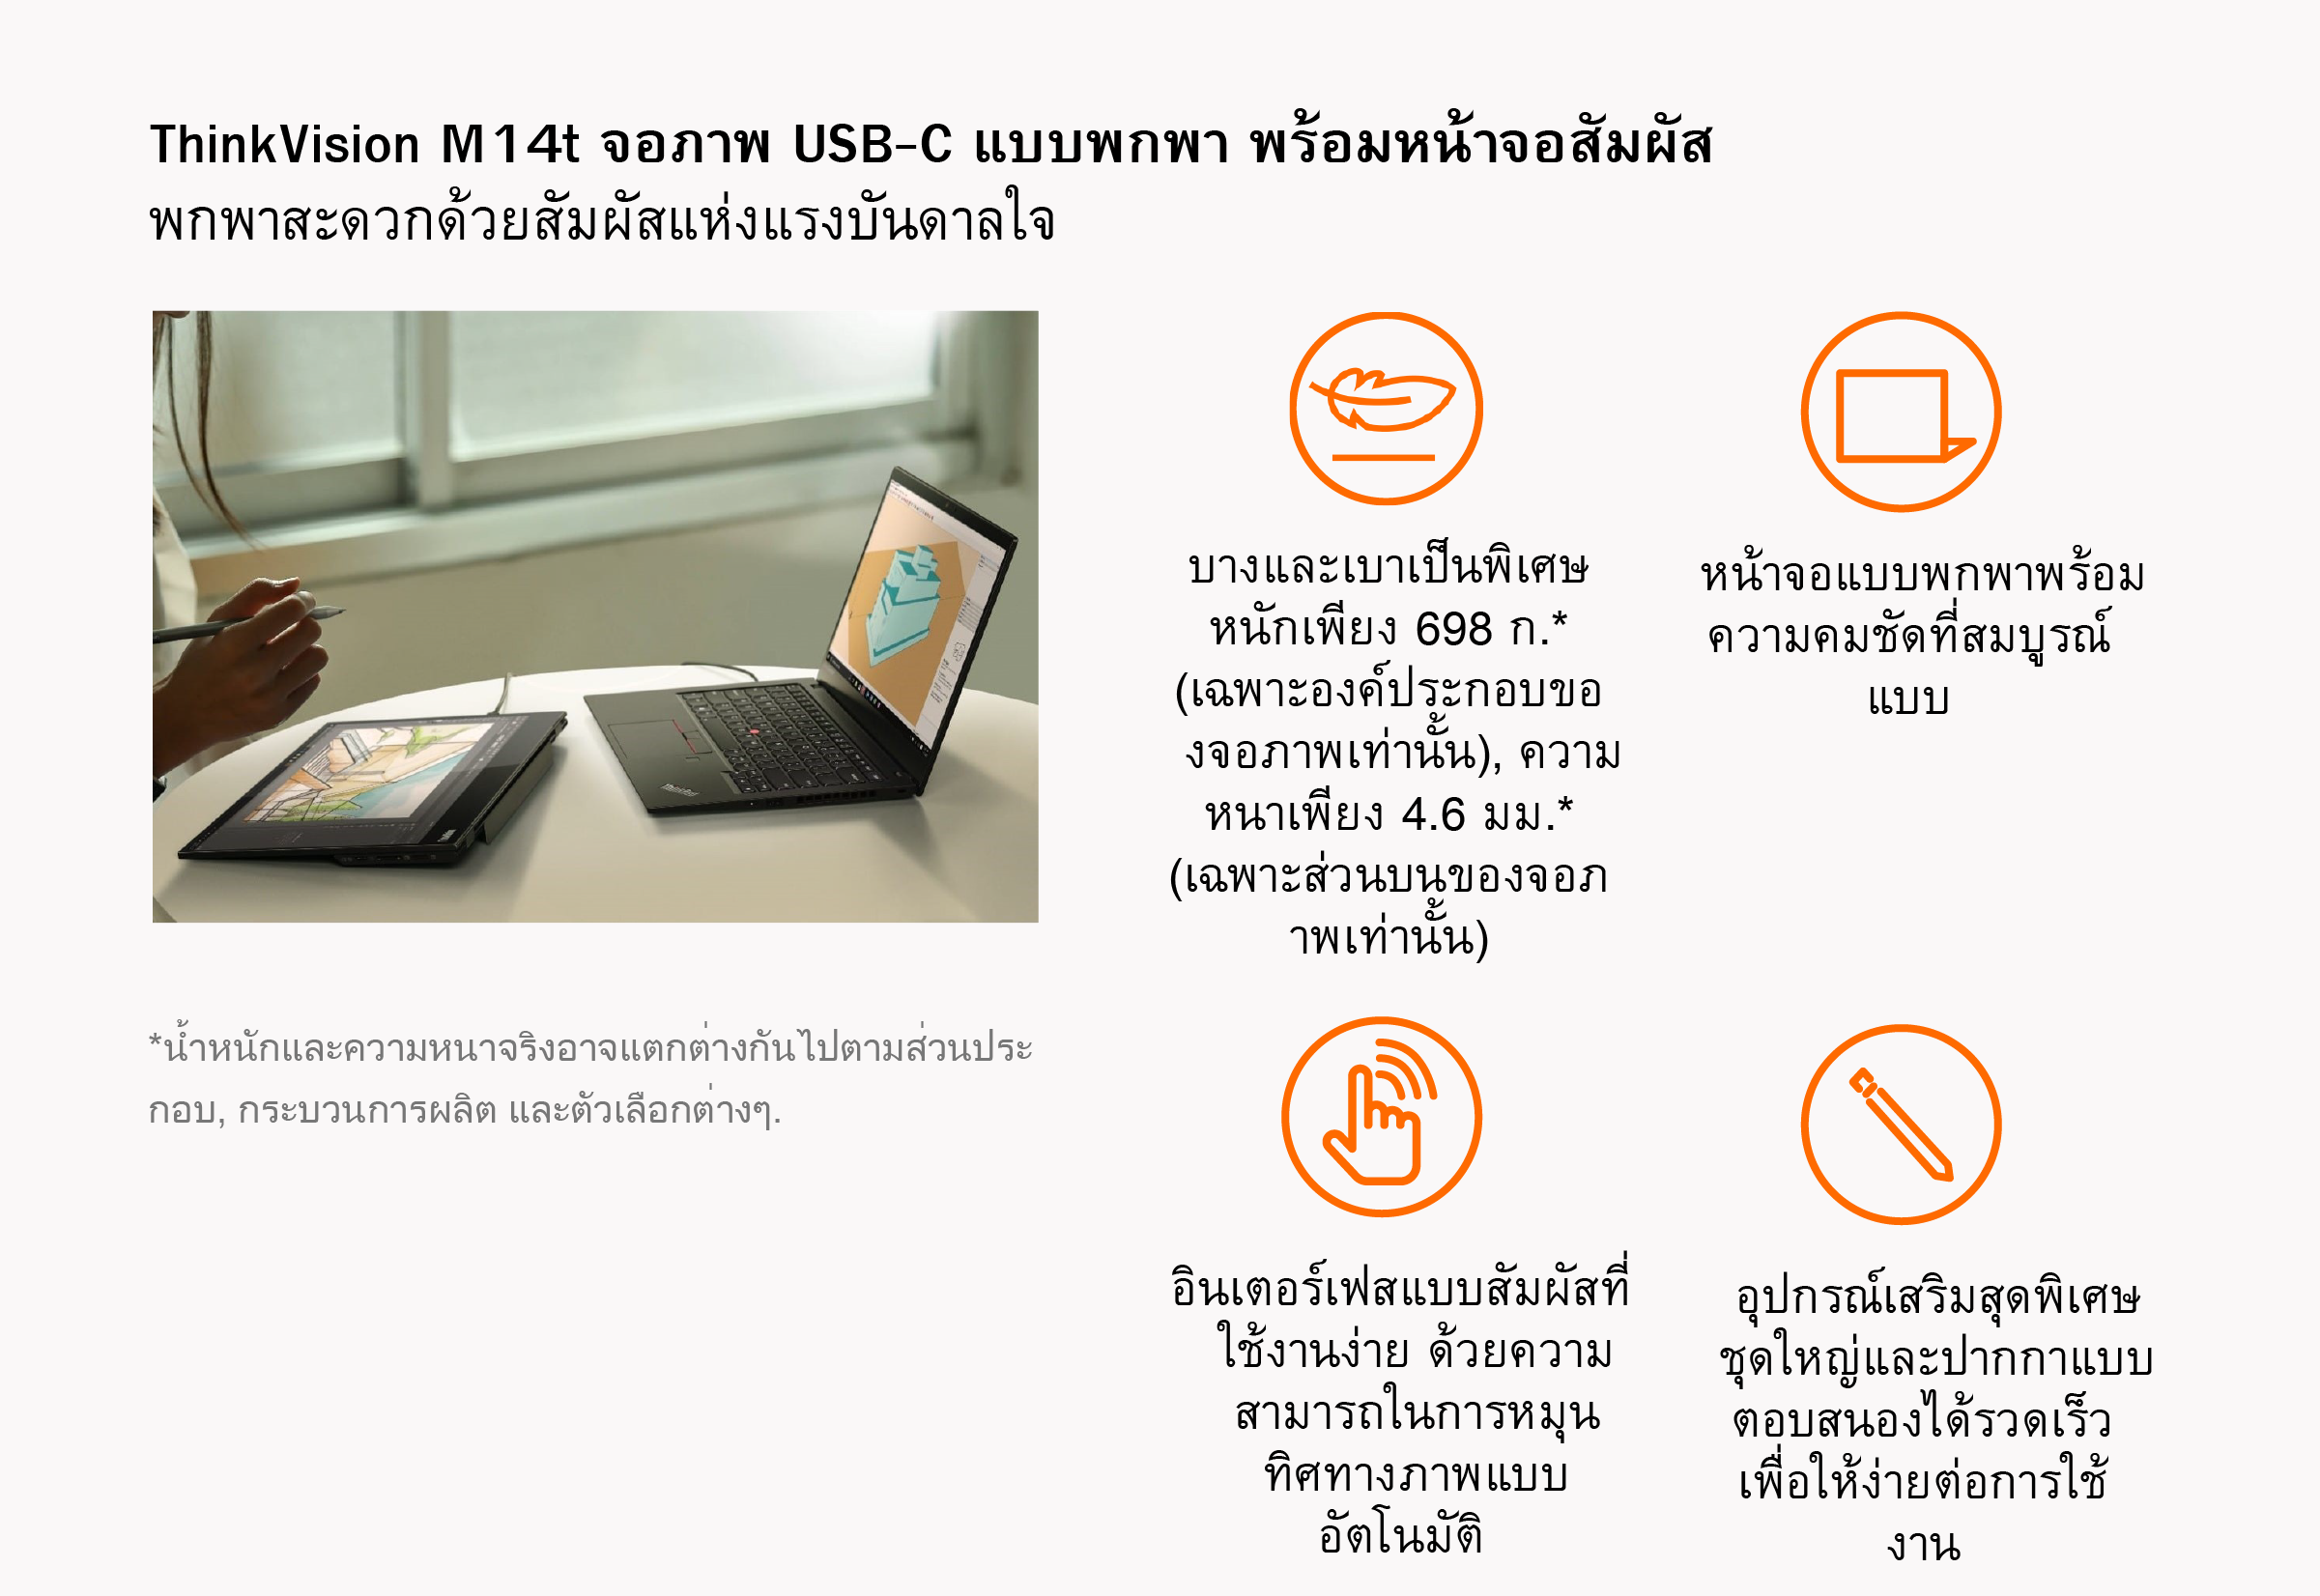 ThinkVision M14t จอภาพ USB-C แบบพกพา พร้อมหน้าจอสัมผัส
พกพาสะดวกด้วยสัมผัสแห่งแรงบันดาลใจ
บางและเบาเป็นพิเศษ
หนักเพียง 698 ก.*
(เฉพาะองค์ประกอบขอ
งจอภาพเท่านั้น), ความ
หนาเพียง 4.6 มม.*
(เฉพาะส่วนบนของจอภ
าพเท่านั้น)
หน้าจอแบบพกพาพร้อม
ความคมชัดที่สมบูรณ์
แบบ
*น้ำหนักและความหนาจริงอาจแตกต่างกันไปตามส่วนประ
กอบ, กระบวนการผลิต และตัวเลือกต่างๆ.
อินเตอร์เฟสแบบสัมผัสที่
ใช้งานง่าย ด้วยความ
สามารถในการหมุน
ทิศทางภาพแบบ
อัตโนมัติ
อุปกรณ์เสริมสุดพิเศษ
ชุดใหญ่และปากกาแบบ
ตอบสนองได้รวดเร็ว
เพื่อให้ง่ายต่อการใช้
งาน